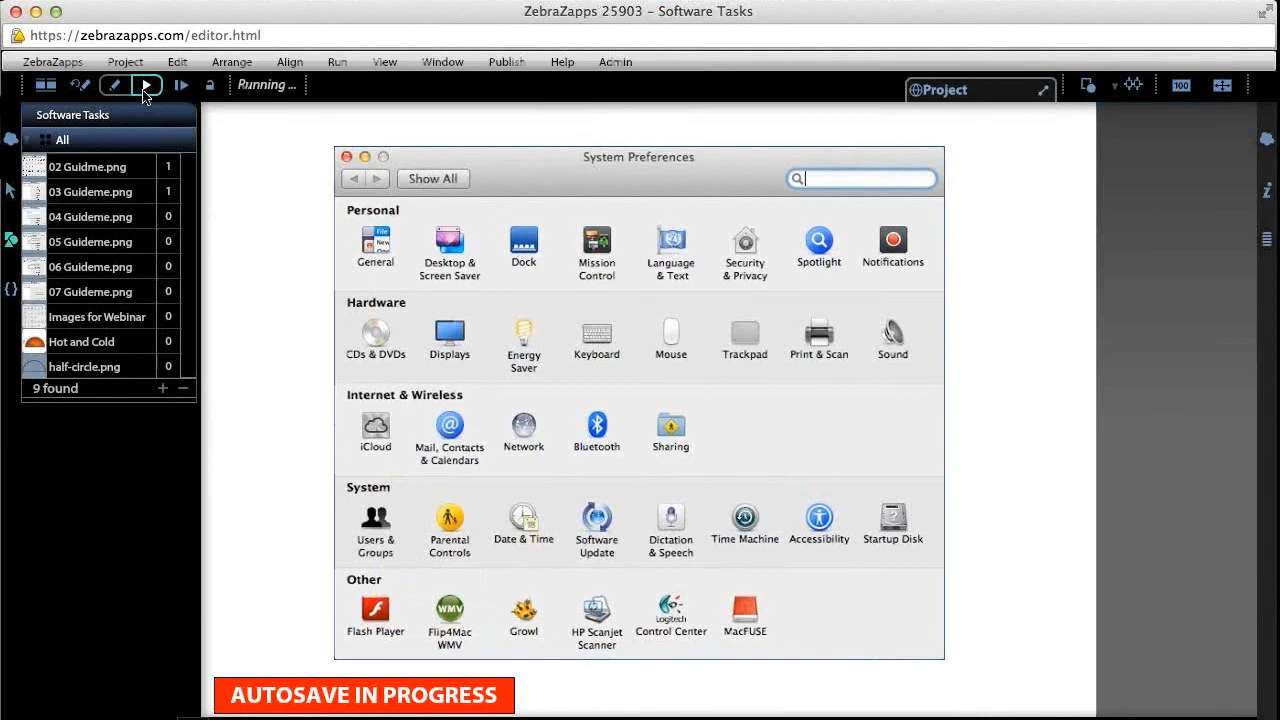 ZebraZapps 25903 – Software Tasks
https://zebrazapps.com/editor.html
ZebraZapps Project Edit Arrange Align Run View Window Publish Help Admin
Running ...
Project
100
Software Tasks
All
02 Guidme.png 1
03 Guideme.png 1
04 Guideme.png 0
05 Guideme.png 0
06 Guideme.png 0
07 Guideme.png 0
Images for Webinar 0
Hot and Cold 0
half-circle.png 0
9 found
System Preferences
Show All
Personal
General
Desktop &
Screen Saver
Dock
Mission
Control
Language
& Text
Security
& Privacy
Spotlight
Notifications
Hardware
CDs & DVDs
Displays
Energy
Saver
Keyboard
Mouse
Trackpad
Print & Scan
Sound
Internet & Wireless
iCloud
Mail, Contacts
& Calendars
Network
Bluetooth
Sharing
System
Users &
Groups
Parental
Controls
Date & Time
Software
Update
Dictation
& Speech
Time Machine
Accessibility
Startup Disk
Other
Flash Player
WMV
Flip4Mac
WMV
Growl
HP Scanjet
Scanner
Logitech
Control Center
MacFUSE
AUTOSAVE IN PROGRESS